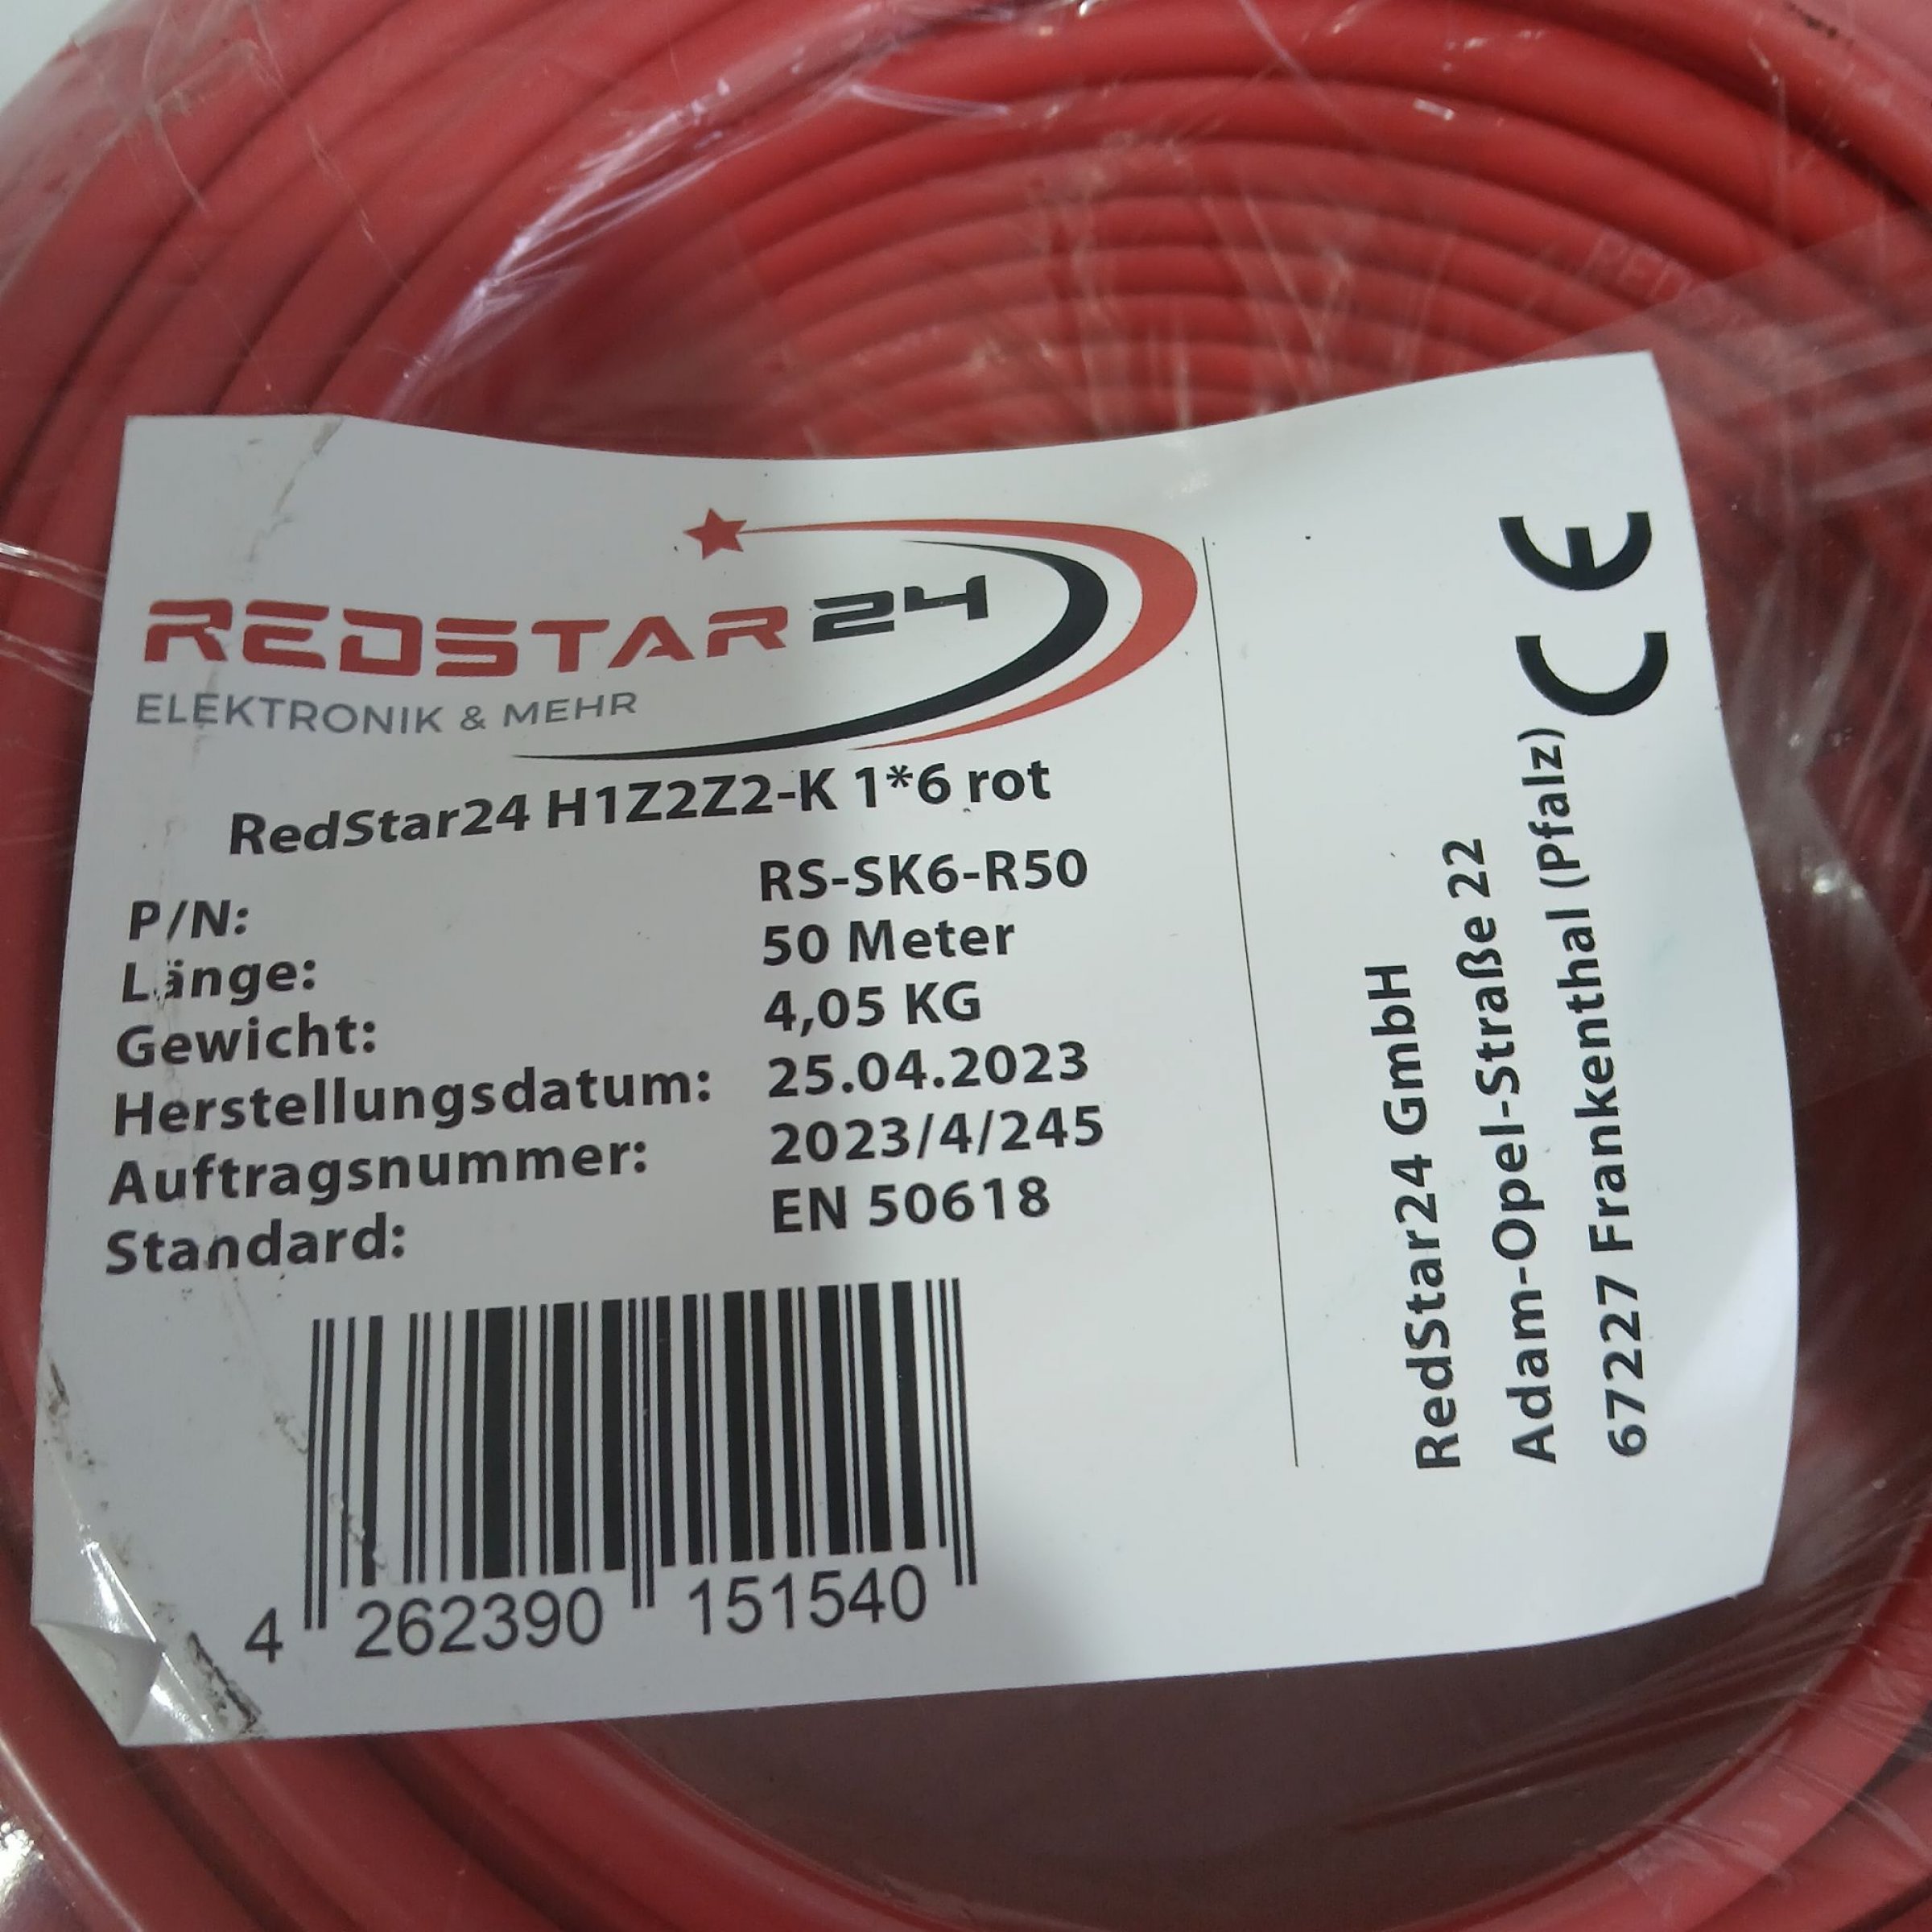 REDSTAR24
ELEKTRONIK & MEHR
RedStar24 H1Z2Z2-K 1*6 rot
P/N: RS-SK6-R50
Länge: 50 Meter
Gewicht: 4,05 KG
Herstellungsdatum: 25.04.2023
Auftragsnummer: 2023/4/245
Standard: EN 50618
4 262390 151540
RedStar24 GmbH
Adam-Opel-Straße 22
67227 Frankenthal (Pfalz)
CE